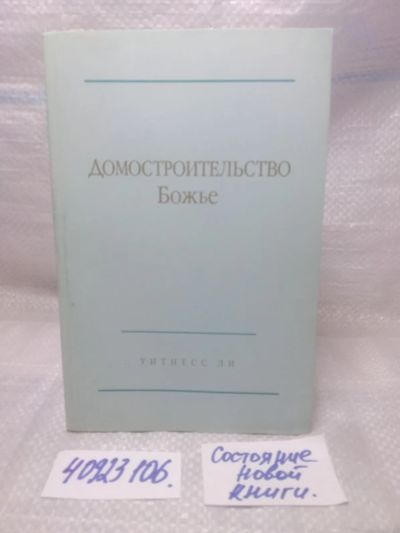 Домостроительство
Божье
УИТНЕСС ЛИ
40923106.
Состояние
новой
книги.